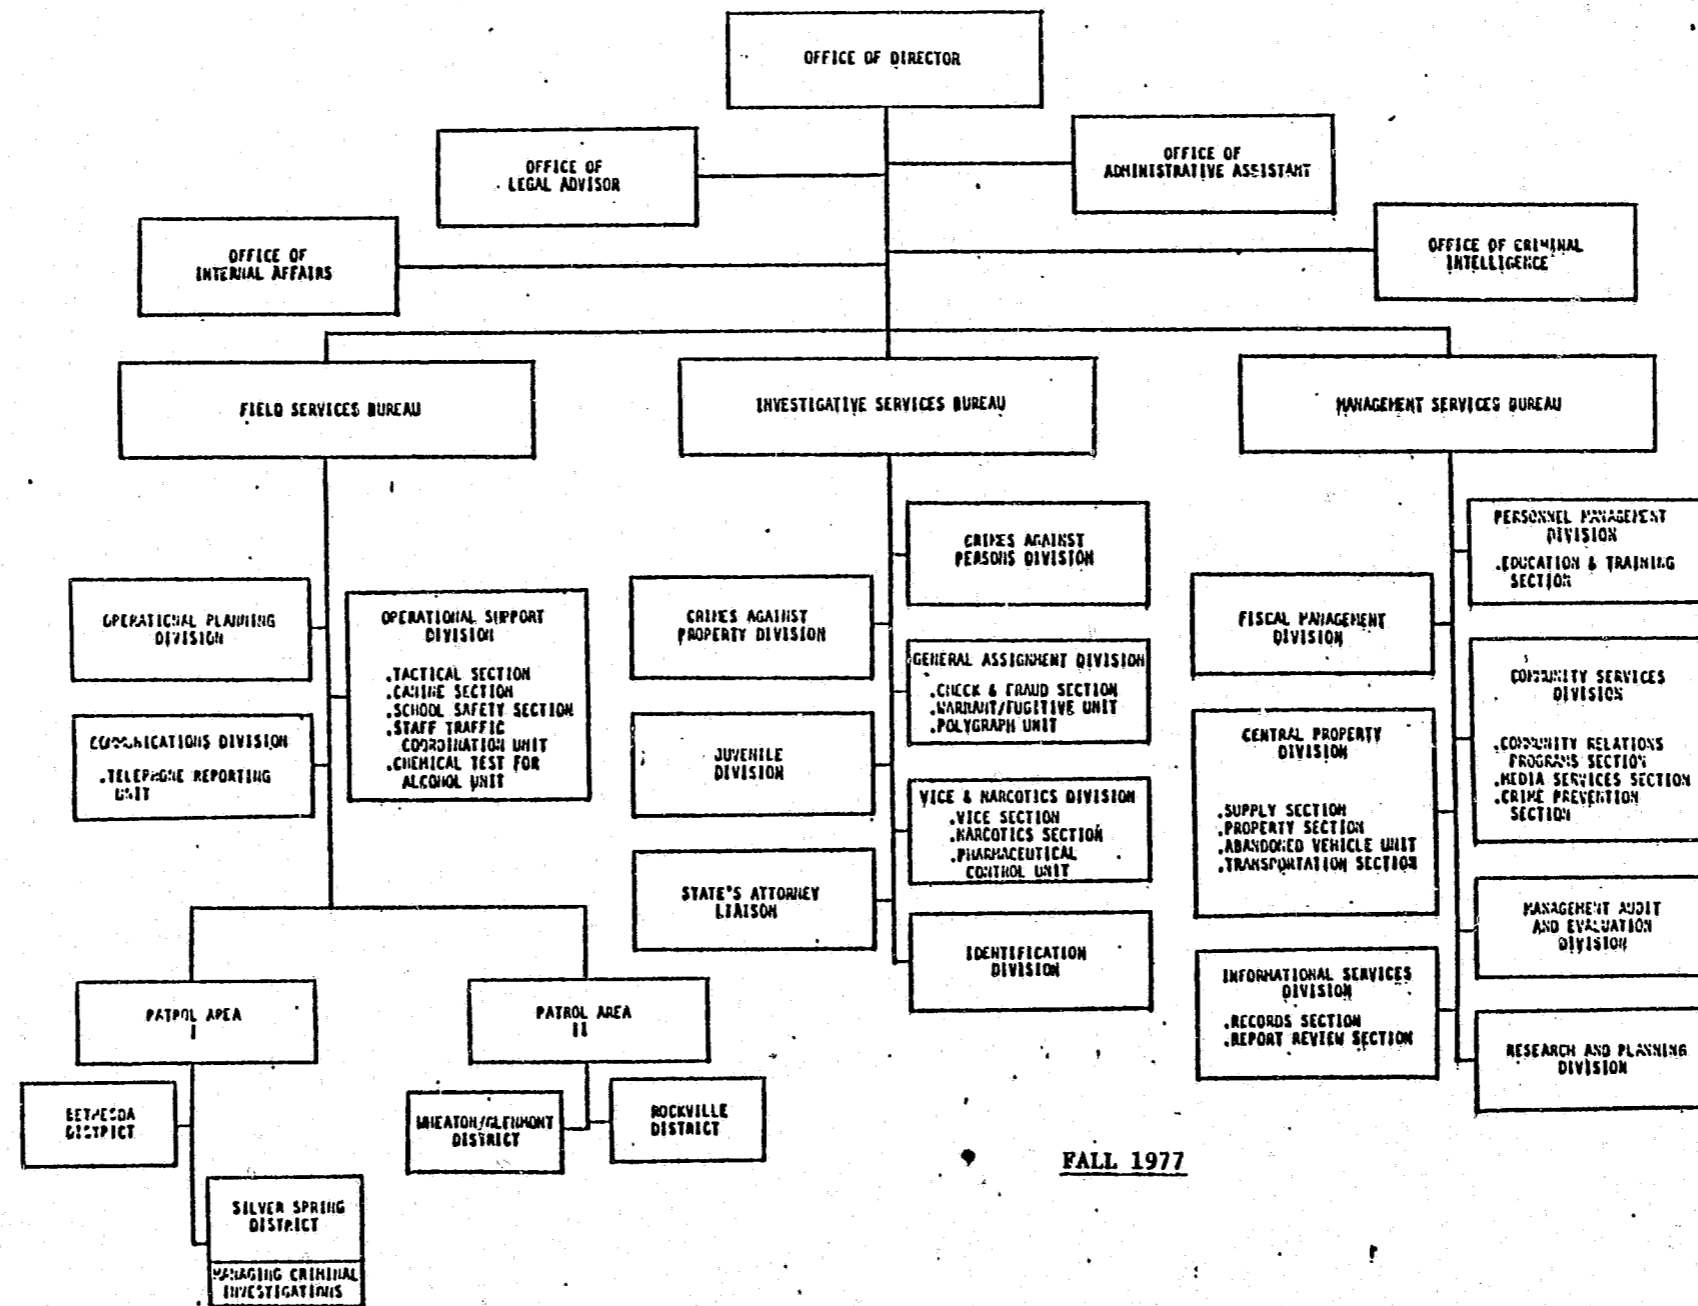 OFFICE OF DIRECTOR
OFFICE OF
LEGAL ADVISOR
OFFICE OF
ADMINISTRATIVE ASSISTANT
OFFICE OF
INTERNAL AFFAIRS
OFFICE OF CRIMINAL
INTELLIGENCE
FIELD SERVICES BUREAU
INVESTIGATIVE SERVICES BUREAU
MANAGEMENT SERVICES BUREAU
OPERATIONAL PLANNING
DIVISION
COMMUNICATIONS DIVISION
.TELEPHONE REPORTING
UNIT
OPERATIONAL SUPPORT
DIVISION
.TACTICAL SECTION
.CANINE SECTION
.SCHOOL SAFETY SECTION
.STAFF TRAFFIC
COORDINATION UNIT
.CHEMICAL TEST FOR
ALCOHOL UNIT
PATROL AREA
I
PATROL AREA
II
BETHESDA
DISTRICT
SILVER SPRING
DISTRICT
MANAGING CRIMINAL
INVESTIGATIONS
WHEATON/GLENMONT
DISTRICT
ROCKVILLE
DISTRICT
CRIMES AGAINST
PERSONS DIVISION
CRIMES AGAINST
PROPERTY DIVISION
GENERAL ASSIGNMENT DIVISION
.CHECK & FRAUD SECTION
.WARRANT/FUGITIVE UNIT
.POLYGRAPH UNIT
JUVENILE
DIVISION
VICE & NARCOTICS DIVISION
.VICE SECTION
.NARCOTICS SECTION
.PHARMACEUTICAL
CONTROL UNIT
STATE'S ATTORNEY
LIAISON
IDENTIFICATION
DIVISION
PERSONNEL MANAGEMENT
DIVISION
.EDUCATION & TRAINING
SECTION
FISCAL MANAGEMENT
DIVISION
COMMUNITY SERVICES
DIVISION
.COMMUNITY RELATIONS
PROGRAMS SECTION
.MEDIA SERVICES SECTION
.CRIME PREVENTION
SECTION
CENTRAL PROPERTY
DIVISION
.SUPPLY SECTION
.PROPERTY SECTION
.ABANDONED VEHICLE UNIT
.TRANSPORTATION SECTION
MANAGEMENT AUDIT
AND EVALUATION
DIVISION
INFORMATIONAL SERVICES
DIVISION
.RECORDS SECTION
.REPORT REVIEW SECTION
RESEARCH AND PLANNING
DIVISION
FALL 1977